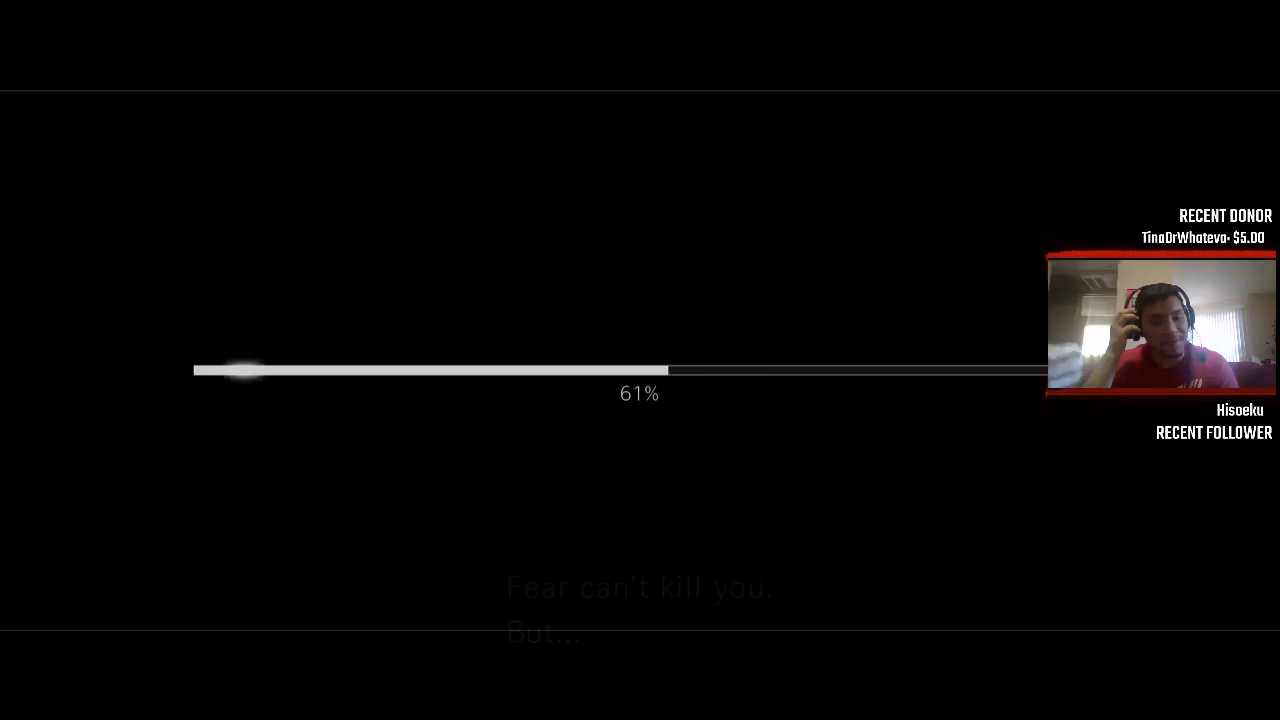 RECENT DONOR
TinaDrWhateva- $5.00
61%
Hisoeku
RECENT FOLLOWER
Fear can't kill you.
But...